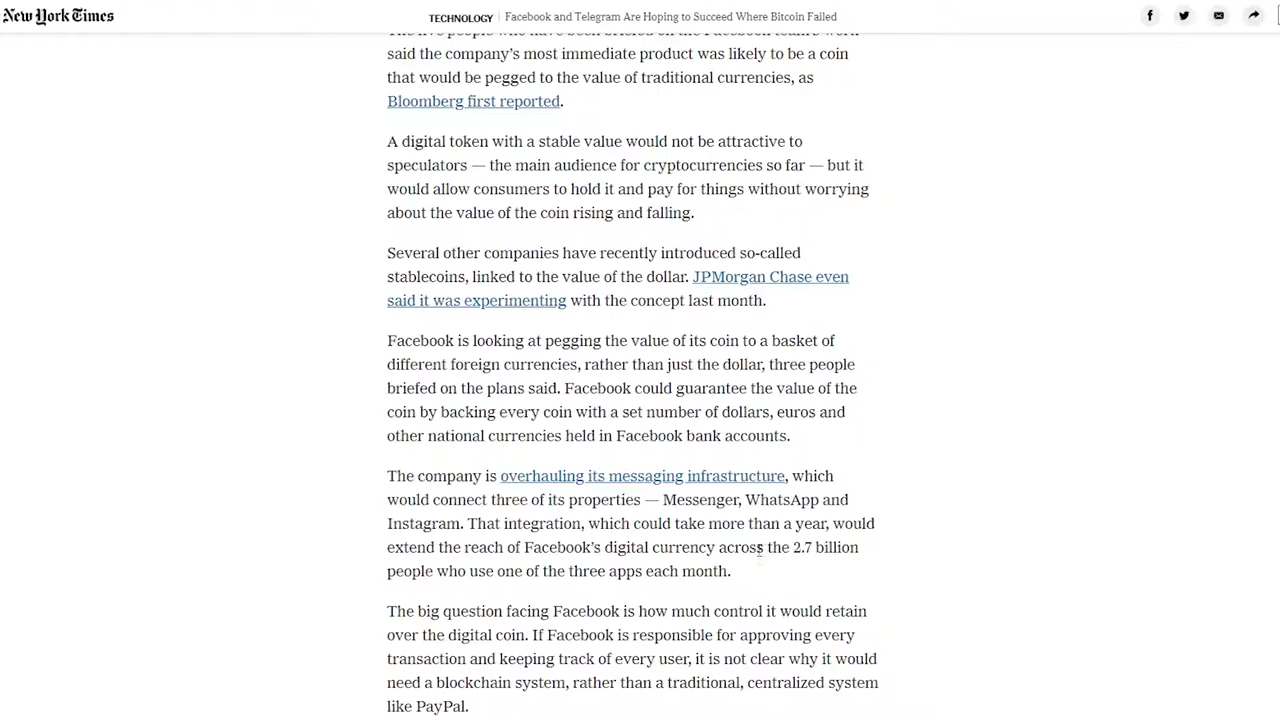 New York Times
TECHNOLOGY | Facebook and Telegram Are Hoping to Succeed Where Bitcoin Failed
The five people who have been briefed on the Facebook team's work
said the company's most immediate product was likely to be a coin
that would be pegged to the value of traditional currencies, as
Bloomberg first reported.
A digital token with a stable value would not be attractive to
speculators — the main audience for cryptocurrencies so far — but it
would allow consumers to hold it and pay for things without worrying
about the value of the coin rising and falling.
Several other companies have recently introduced so-called
stablecoins, linked to the value of the dollar. JPMorgan Chase even
said it was experimenting with the concept last month.
Facebook is looking at pegging the value of its coin to a basket of
different foreign currencies, rather than just the dollar, three people
briefed on the plans said. Facebook could guarantee the value of the
coin by backing every coin with a set number of dollars, euros and
other national currencies held in Facebook bank accounts.
The company is overhauling its messaging infrastructure, which
would connect three of its properties — Messenger, WhatsApp and
Instagram. That integration, which could take more than a year, would
extend the reach of Facebook's digital currency across the 2.7 billion
people who use one of the three apps each month.
The big question facing Facebook is how much control it would retain
over the digital coin. If Facebook is responsible for approving every
transaction and keeping track of every user, it is not clear why it would
need a blockchain system, rather than a traditional, centralized system
like PayPal.